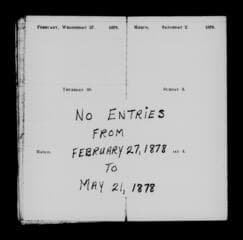 February, Wednesday 27. 1878.
March, Saturday 2. 1878.
Thursday 28.
Sunday 3.
No Entries
from
March,
February 27, 1878
to
May 21, 1878